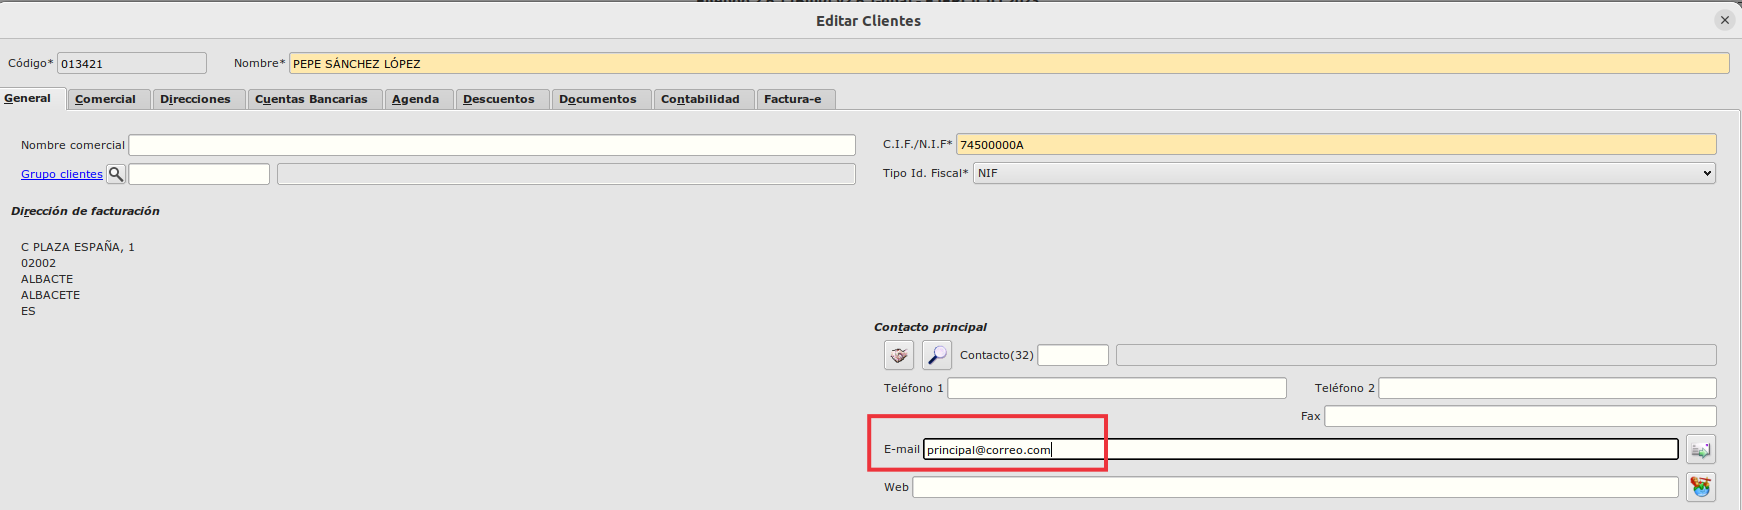 Editar Clientes
Código* 013421 Nombre* PEPE SÁNCHEZ LÓPEZ
General Comercial Direcciones Cuentas Bancarias Agenda Descuentos Documentos Contabilidad Factura-e
Nombre comercial C.I.F./N.I.F* 74500000A
Grupo clientes Tipo Id. Fiscal* NIF
Dirección de facturación
C PLAZA ESPAÑA, 1
02002
ALBACTE
ALBACETE
ES
Contacto principal
Contacto(32)
Teléfono 1 Teléfono 2
Fax
E-mail principal@correo.com
Web